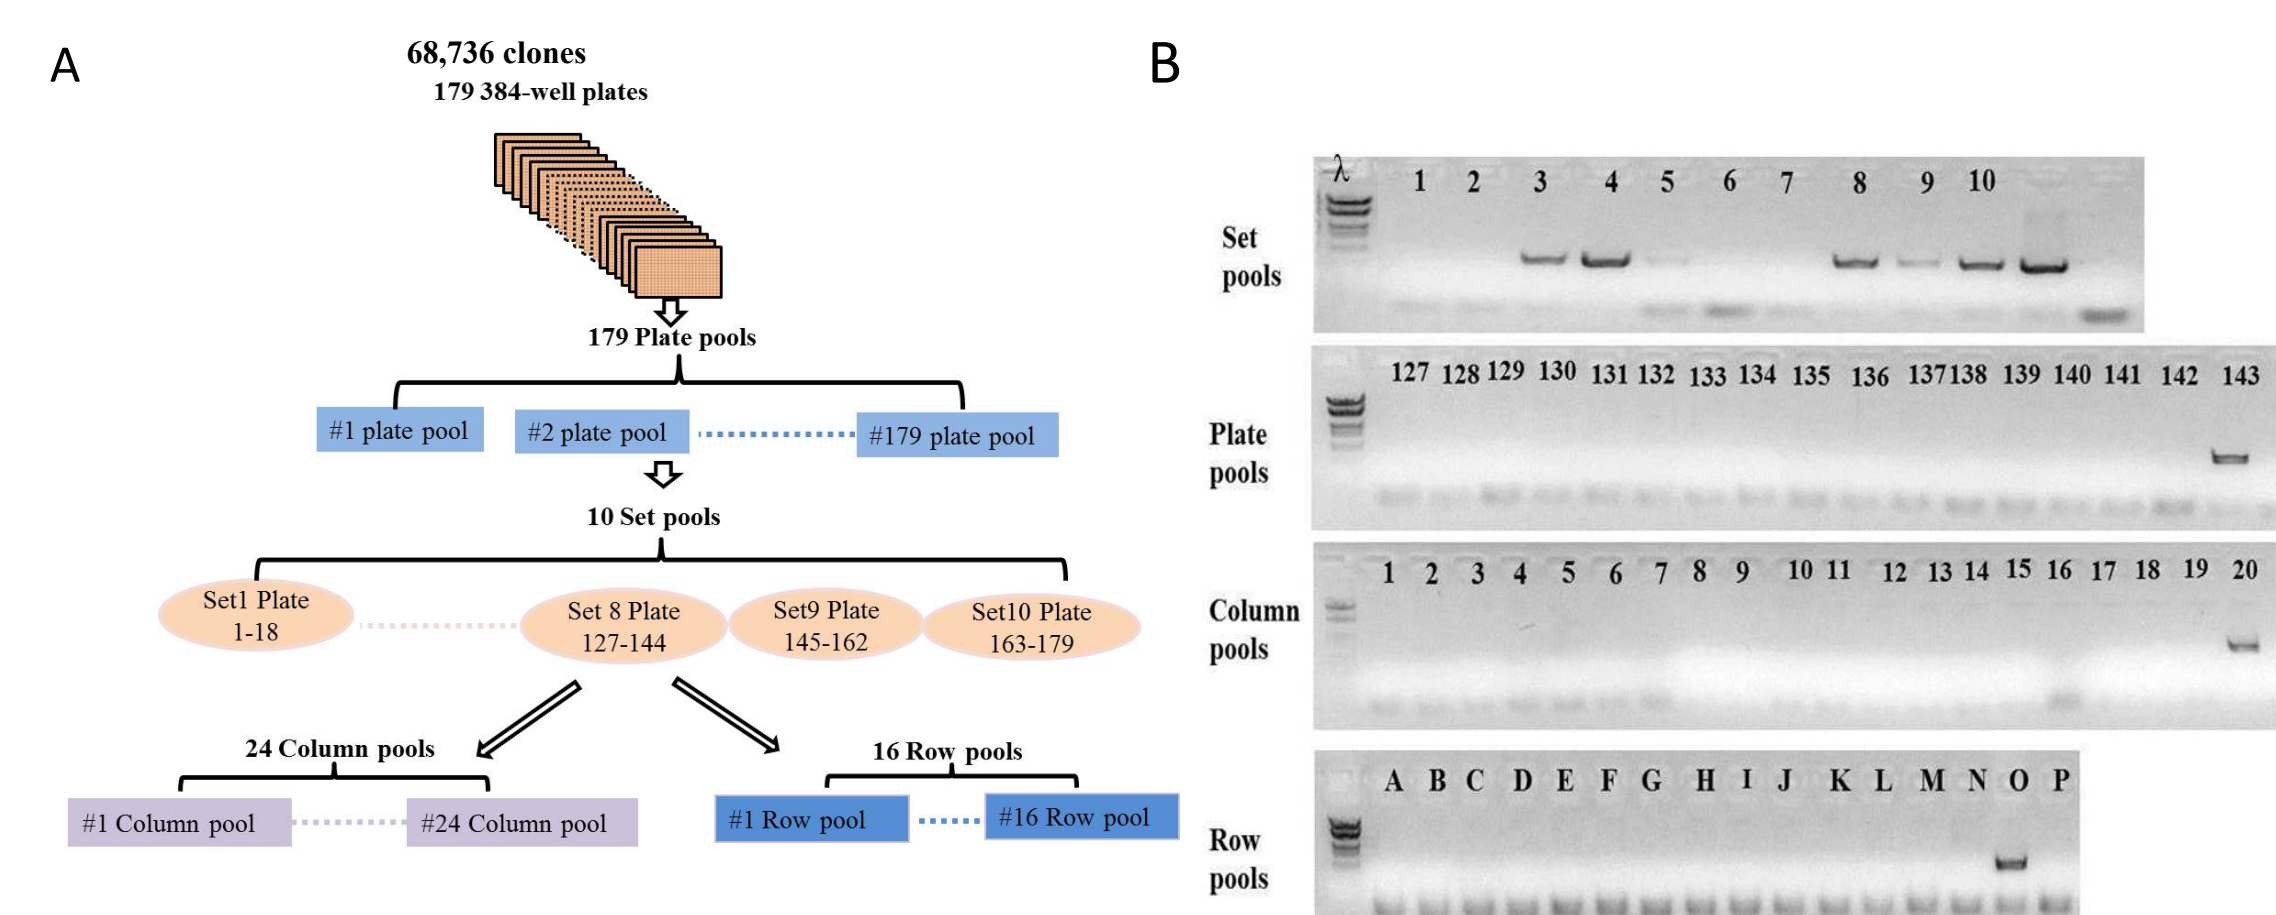 A
68,736 clones
179 384-well plates
179 Plate pools
#1 plate pool
#2 plate pool
#179 plate pool
10 Set pools
Set1 Plate
1-18
Set 8 Plate
127-144
Set9 Plate
145-162
Set10 Plate
163-179
24 Column pools
16 Row pools
#1 Column pool
#24 Column pool
#1 Row pool
#16 Row pool
B
λ 1 2 3 4 5 6 7 8 9 10
Set
pools
127 128 129 130 131 132 133 134 135 136 137 138 139 140 141 142 143
Plate
pools
1 2 3 4 5 6 7 8 9 10 11 12 13 14 15 16 17 18 19 20
Column
pools
A B C D E F G H I J K L M N O P
Row
pools